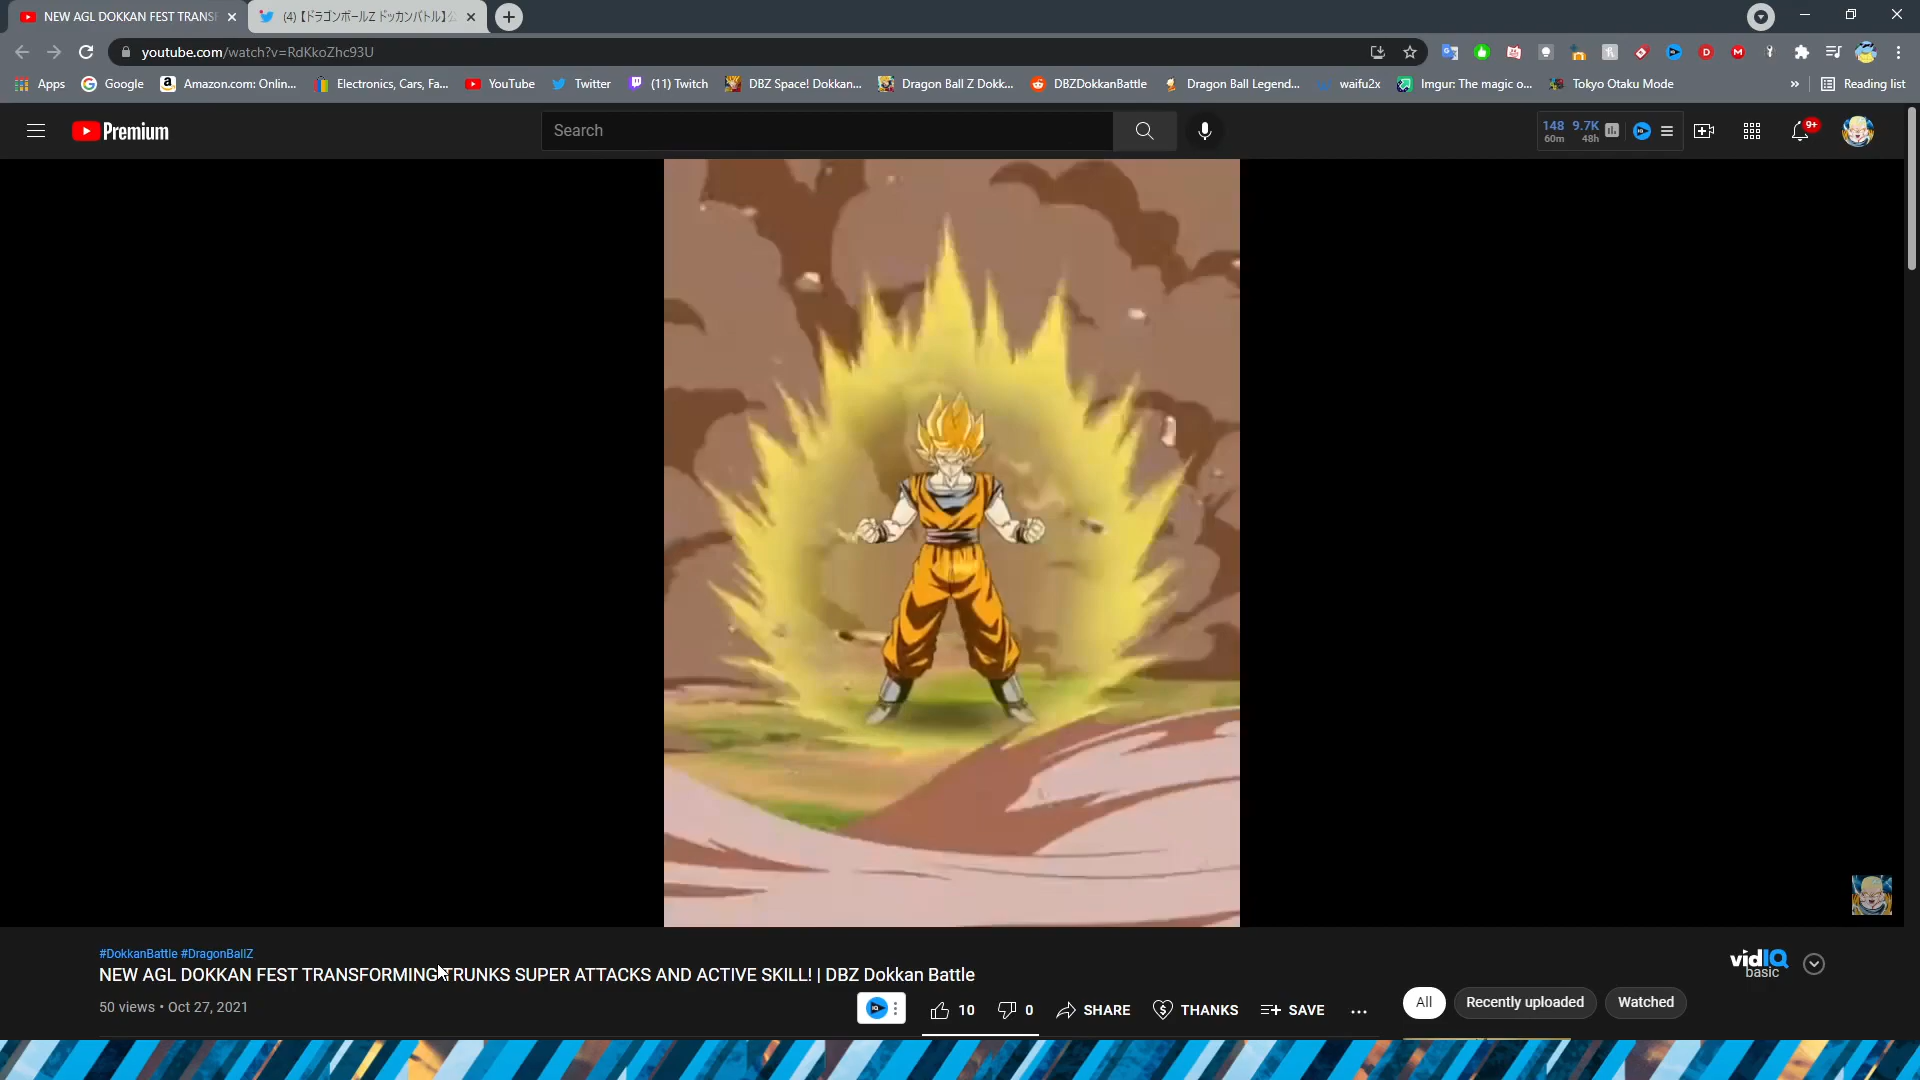 NEW AGL DOKKAN FEST TRANSF
(4)【ドラゴンボールZ ドッカンバトル】公
youtube.com/watch?v=RdKkoZhc93U
Apps
Google
Amazon.com: Onlin...
Electronics, Cars, Fa...
YouTube
Twitter
(11) Twitch
DBZ Space! Dokkan...
Dragon Ball Z Dokk...
DBZDokkanBattle
Dragon Ball Legend...
waifu2x
Imgur: The magic o...
Tokyo Otaku Mode
»
Reading list
Premium
Search
148 9.7K
60m 48h
9+
#DokkanBattle #DragonBallZ
NEW AGL DOKKAN FEST TRANSFORMING TRUNKS SUPER ATTACKS AND ACTIVE SKILL! | DBZ Dokkan Battle
50 views • Oct 27, 2021
10
0
SHARE
THANKS
SAVE
...
vidIQ
basic
All
Recently uploaded
Watched